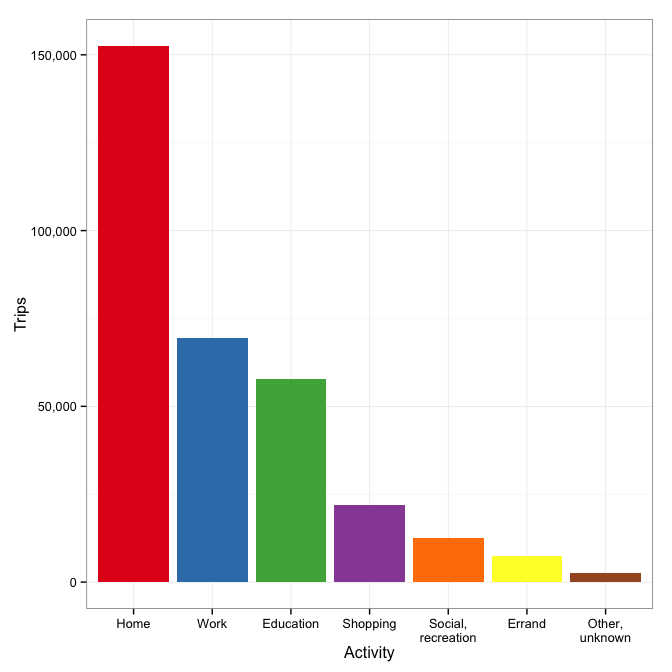 150,000
100,000
50,000
0
Trips
Home
Work
Education
Shopping
Social,
recreation
Errand
Other,
unknown
Activity